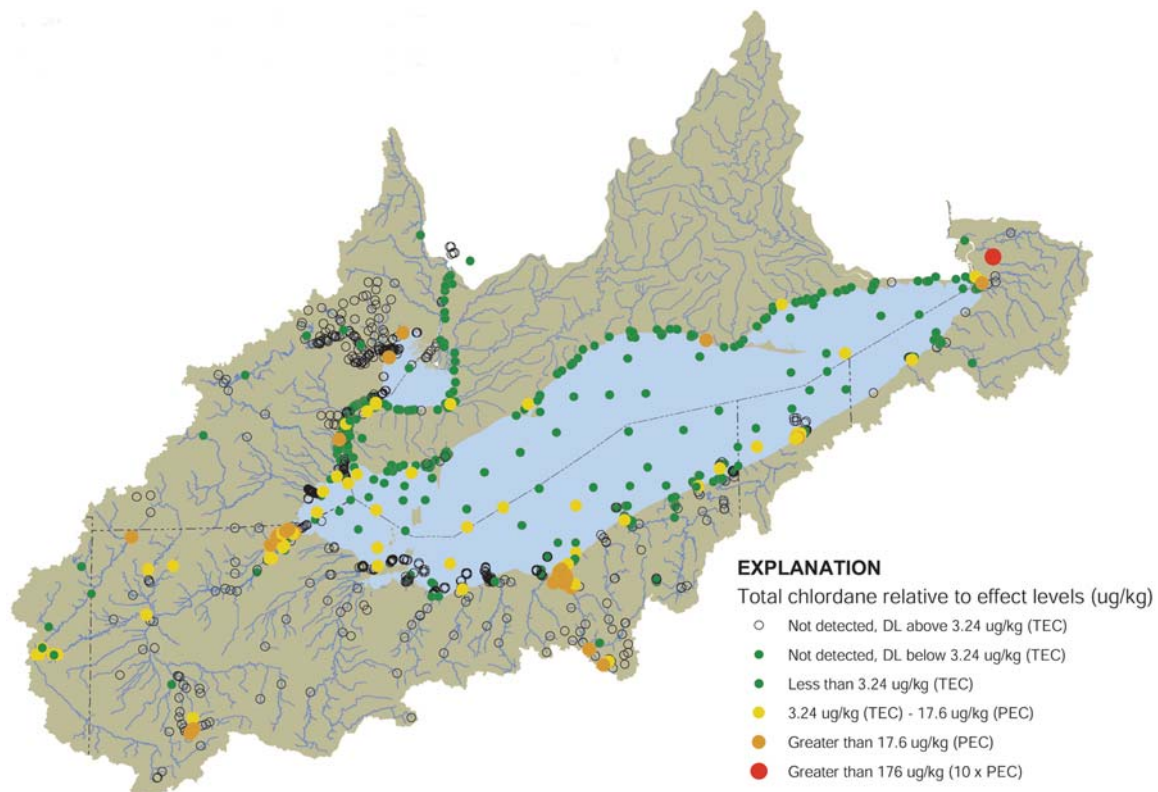 EXPLANATION
Total chlordane relative to effect levels (ug/kg)
Not detected, DL above 3.24 ug/kg (TEC)
Not detected, DL below 3.24 ug/kg (TEC)
Less than 3.24 ug/kg (TEC)
3.24 ug/kg (TEC) - 17.6 ug/kg (PEC)
Greater than 17.6 ug/kg (PEC)
Greater than 176 ug/kg (10 x PEC)